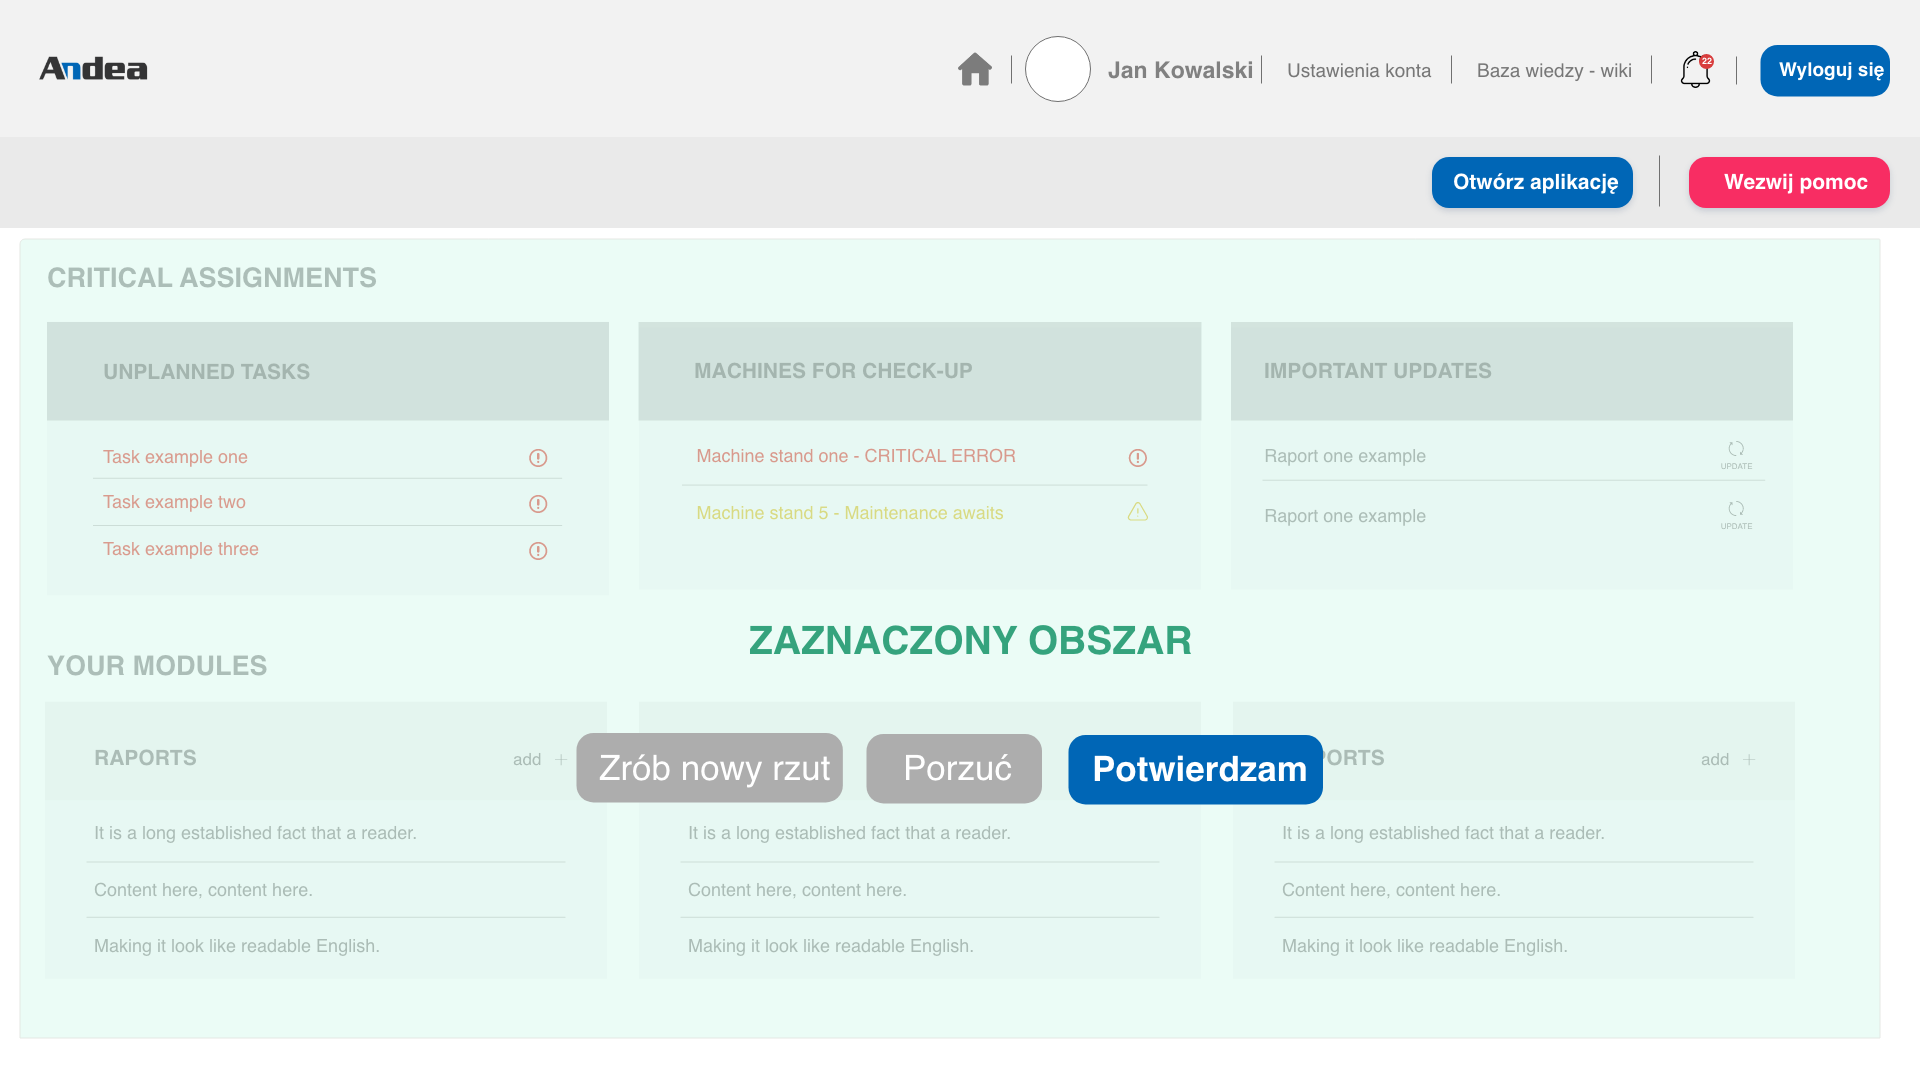 Andea
Jan Kowalski
Ustawienia konta
Baza wiedzy - wiki
22
Wyloguj się
Otwórz aplikację
Wezwij pomoc
CRITICAL ASSIGNMENTS
UNPLANNED TASKS
Task example one
Task example two
Task example three
MACHINES FOR CHECK-UP
Machine stand one - CRITICAL ERROR
Machine stand 5 - Maintenance awaits
IMPORTANT UPDATES
Raport one example
UPDATE
Raport one example
UPDATE
ZAZNACZONY OBSZAR
YOUR MODULES
Zrób nowy rzut
Porzuć
Potwierdzam
RAPORTS
add +
It is a long established fact that a reader.
Content here, content here.
Making it look like readable English.
It is a long established fact that a reader.
Content here, content here.
Making it look like readable English.
PORTS
add +
It is a long established fact that a reader.
Content here, content here.
Making it look like readable English.